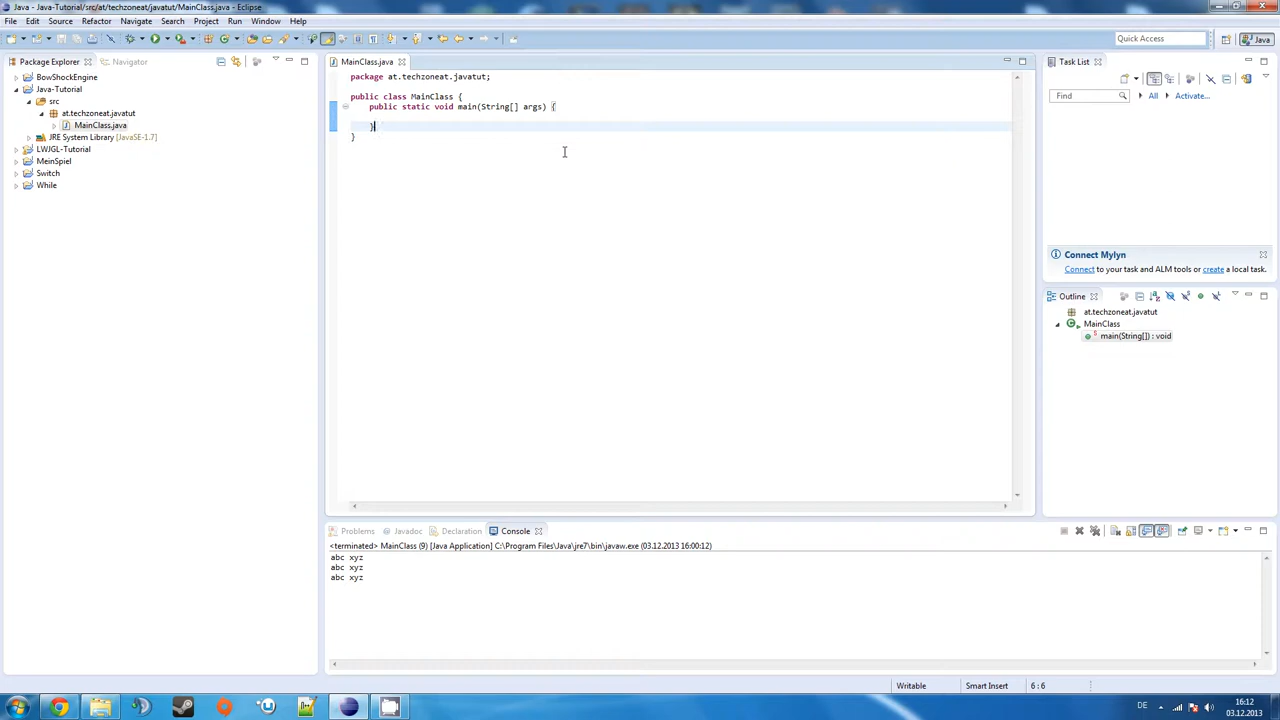 Java - Java-Tutorial/src/at/techzoneat/javatut/MainClass.java - Eclipse
File Edit Source Refactor Navigate Search Project Run Window Help
Quick Access
Java
Package Explorer Navigator
BowShockEngine
Java-Tutorial
src
at.techzoneat.javatut
MainClass.java
JRE System Library [JavaSE-1.7]
LWJGL-Tutorial
MeinSpiel
Switch
While
MainClass.java
package at.techzoneat.javatut;
public class MainClass {
public static void main(String[] args) {
}
}
Task List
Find All Activate...
Connect Mylyn
Connect to your task and ALM tools or create a local task.
Outline
at.techzoneat.javatut
MainClass
main(String[]) : void
Problems Javadoc Declaration Console
<terminated> MainClass (9) [Java Application] C:\Program Files\Java\jre7\bin\javaw.exe (03.12.2013 16:00:12)
abc xyz
abc xyz
abc xyz
Writable Smart Insert 6 : 6
DE 16:12
03.12.2013